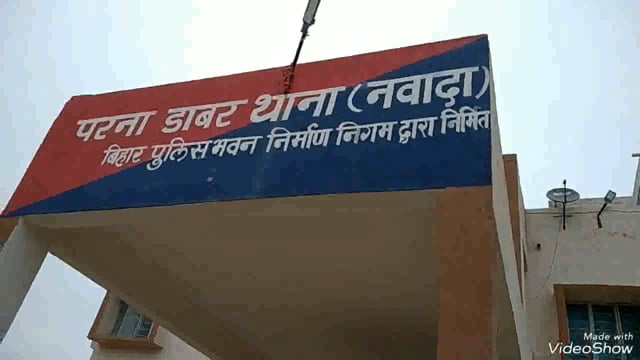 परना डाबर थाना (नवादा)
बिहार पुलिस भवन निर्माण निगम द्वारा निर्मित
Made with
VideoShow